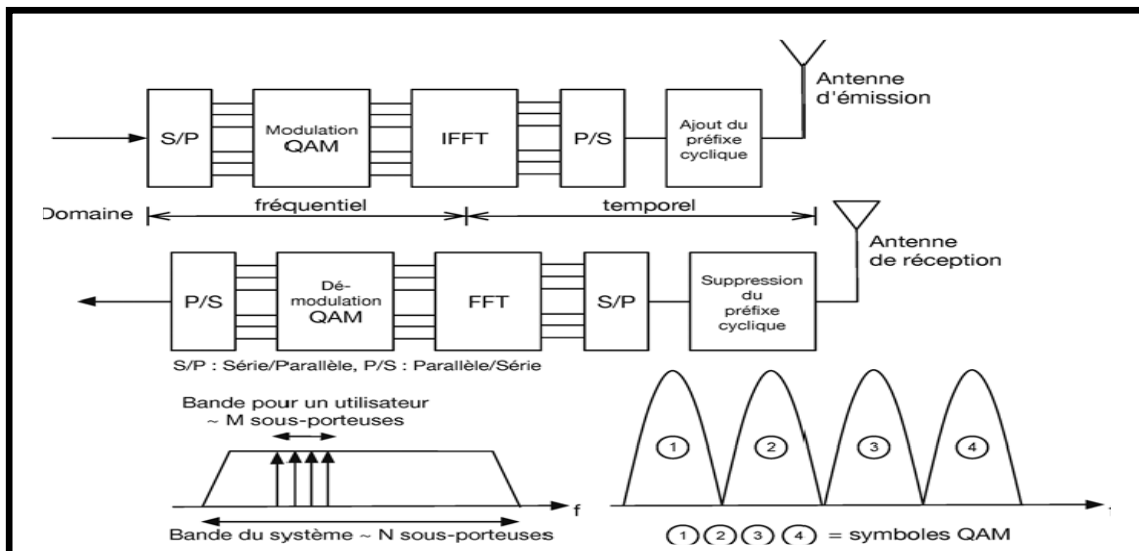 Antenne
d'émission
S/P
Modulation
QAM
IFFT
P/S
Ajout du
préfixe
cyclique
Domaine
fréquentiel
temporel
Antenne
de réception
P/S
Dé-
modulation
QAM
FFT
S/P
Suppression
du
préfixe
cyclique
S/P : Série/Parallèle, P/S : Parallèle/Série
Bande pour un utilisateur
~ M sous-porteuses
f
Bande du système ~ N sous-porteuses
1 2 3 4
1 2 3 4 = symboles QAM